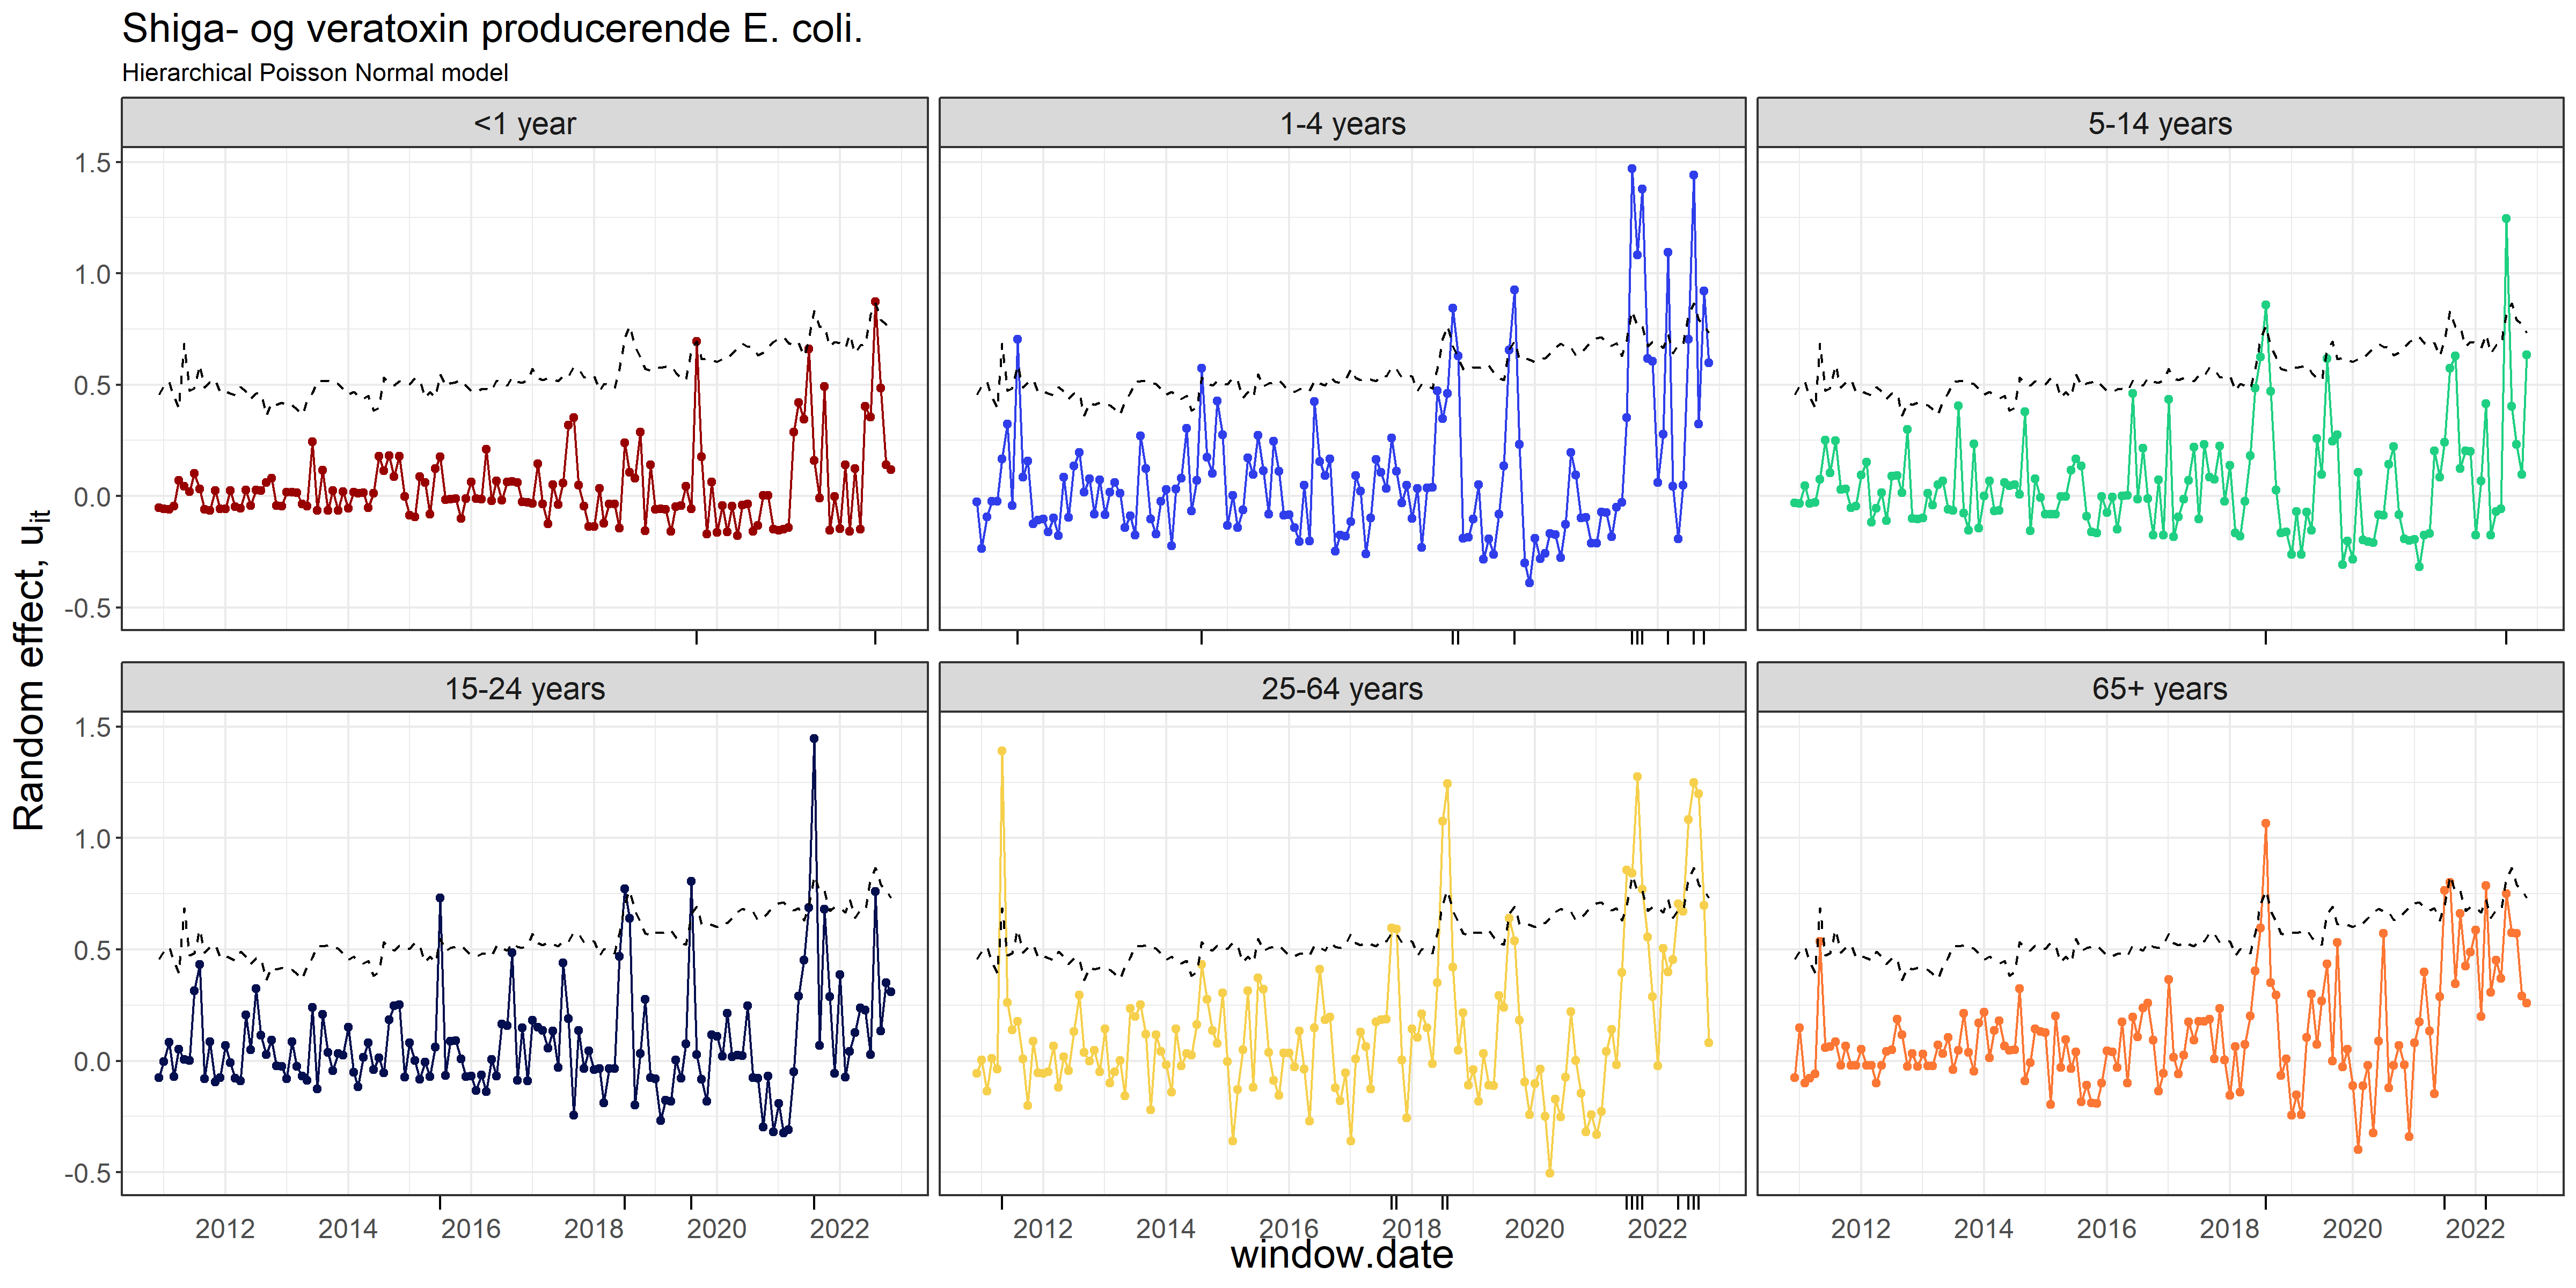 Shiga- og veratoxin producerende E. coli.
Hierarchical Poisson Normal model
<1 year 1-4 years 5-14 years
1.5
1.0
0.5
0.0
-0.5
15-24 years 25-64 years 65+ years
1.5
1.0
0.5
0.0
-0.5
2012 2014 2016 2018 2020 2022 2012 2014 2016 2018 2020 2022 2012 2014 2016 2018 2020 2022
window.date
Random effect, uit